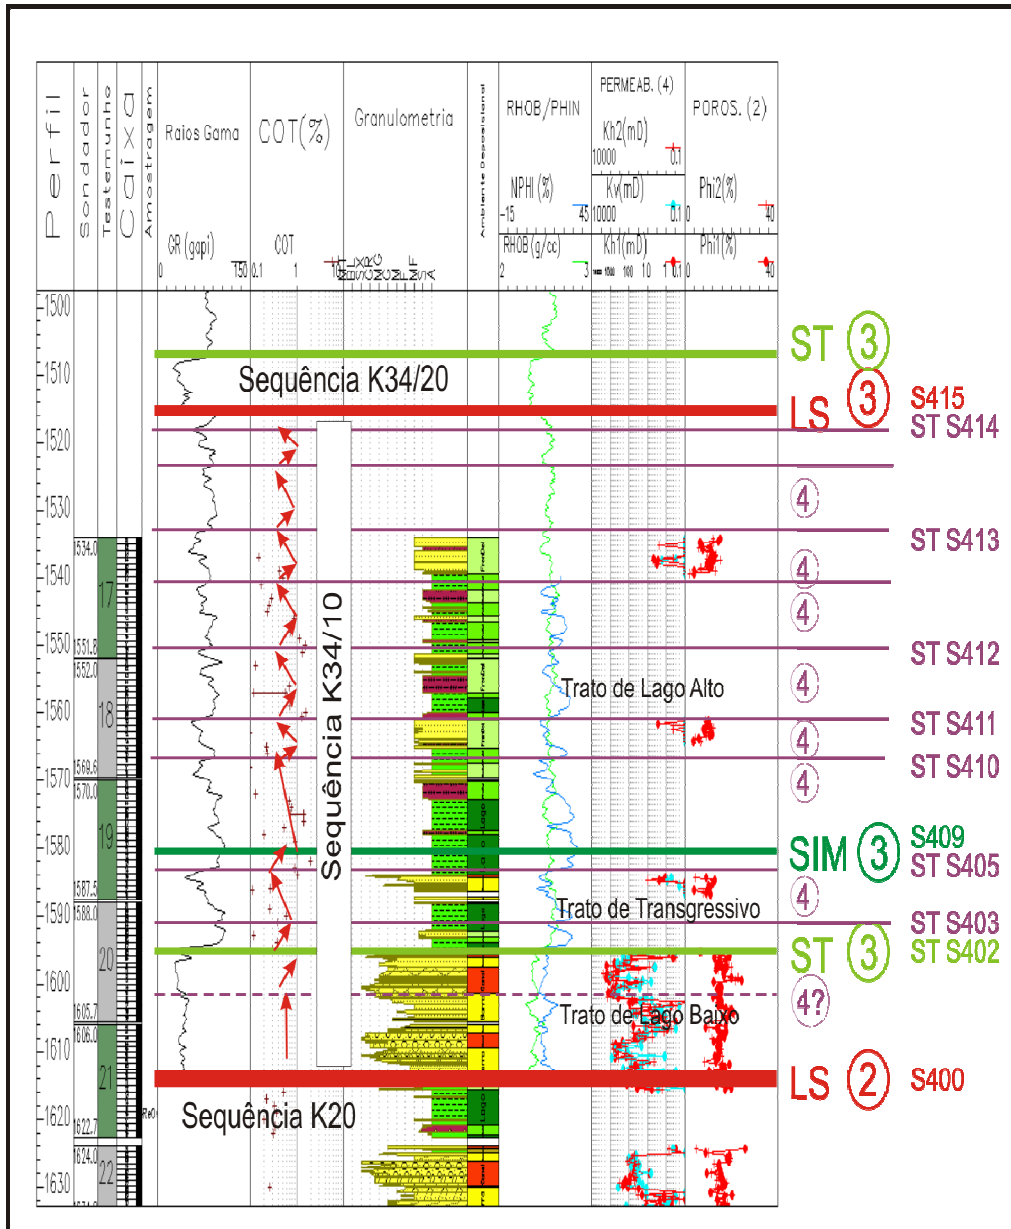 Perfil
Sondador
Testemunho
Caixa
Amostragem
Raios Gama
COT(%)
Granulometria
Ambiente Deposicional
RHOB/PHIN
PERMEAB. (4)
POROS. (2)
Kh2(mD)
10000 0.1
NPHI (%)
-15 45
Kv(mD)
10000 0.1
Phi2(%)
0 40
GR (gapi)
0 150
COT
0.1 1
RHOB (g/cc)
2 3
Kh1(mD)
Phi1(%)
0 40
1500
1510
1520
1530
1540
1550
1560
1570
1580
1590
1600
1610
1620
1630
1534.0
17
1551.8
1552.0
18
1569.6
1570.0
19
1587.5
1588.0
20
1605.7
1606.0
21
1622.7
1624.0
22
Sequência K34/20
Sequência K34/10
Sequência K20
Trato de Lago Alto
Trato de Transgressivo
Trato de Lago Baixo
ST 3
LS 3 S415
ST S414
4
ST S413
4
4
ST S412
4
ST S411
4
ST S410
4
S409
SIM 3
ST S405
4
ST S403
ST 3 ST S402
4?
LS 2 S400